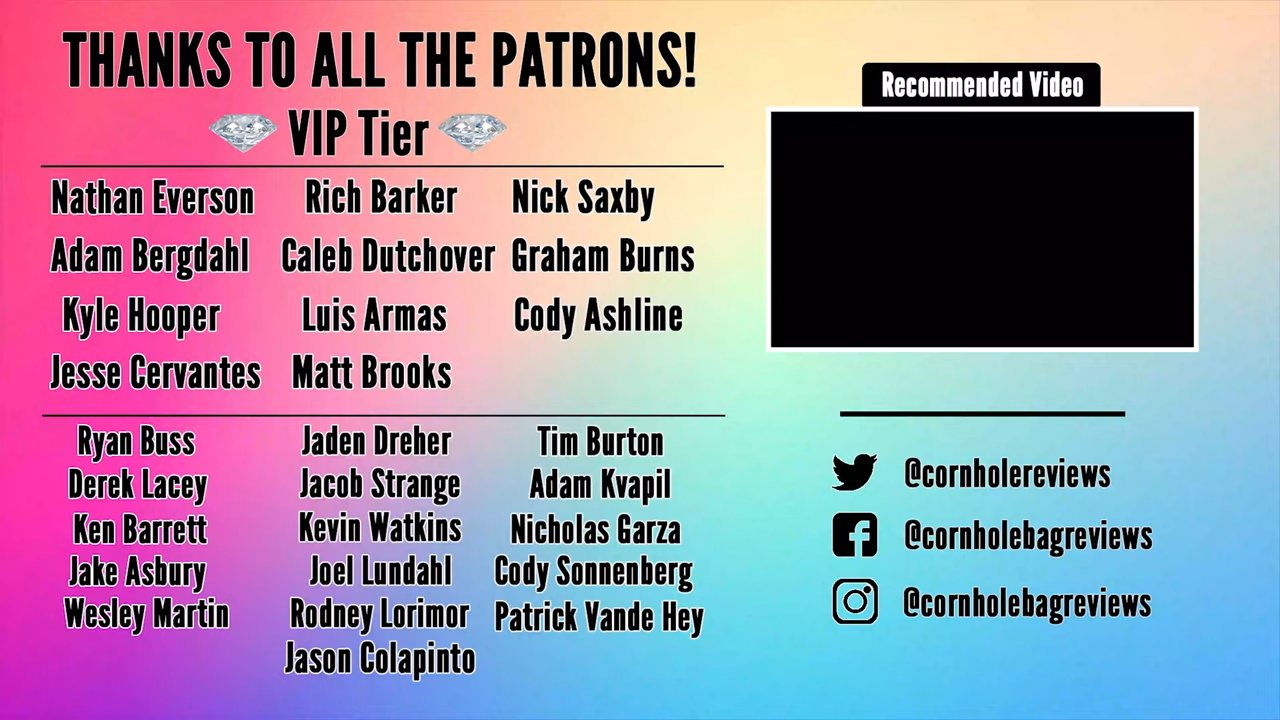 THANKS TO ALL THE PATRONS!
VIP Tier
Nathan Everson Rich Barker Nick Saxby
Adam Bergdahl Caleb Dutchover Graham Burns
Kyle Hooper Luis Armas Cody Ashline
Jesse Cervantes Matt Brooks
Ryan Buss Jaden Dreher Tim Burton
Derek Lacey Jacob Strange Adam Kvapil
Ken Barrett Kevin Watkins Nicholas Garza
Jake Asbury Joel Lundahl Cody Sonnenberg
Wesley Martin Rodney Lorimor Patrick Vande Hey
Jason Colapinto
Recommended Video
@cornholereviews
@cornholebagreviews
@cornholebagreviews